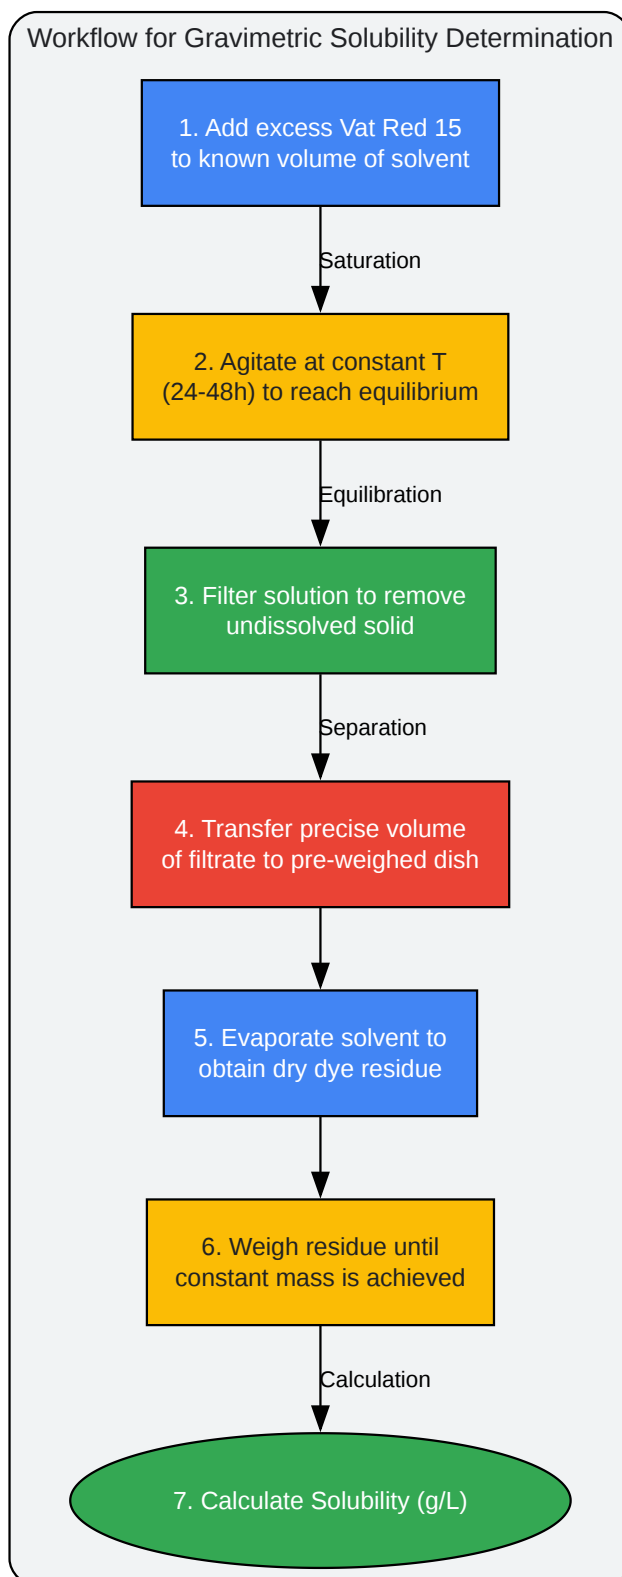 Workflow for Gravimetric Solubility Determination
1. Add excess Vat Red 15
to known volume of solvent
Saturation
2. Agitate at constant T
(24-48h) to reach equilibrium
Equilibration
3. Filter solution to remove
undissolved solid
Separation
4. Transfer precise volume
of filtrate to pre-weighed dish
5. Evaporate solvent to
obtain dry dye residue
6. Weigh residue until
constant mass is achieved
Calculation
7. Calculate Solubility (g/L)